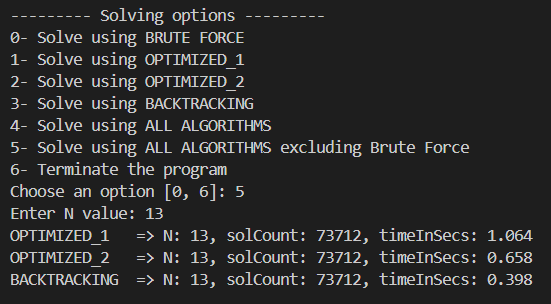 --------- Solving options ---------
0- Solve using BRUTE FORCE
1- Solve using OPTIMIZED_1
2- Solve using OPTIMIZED_2
3- Solve using BACKTRACKING
4- Solve using ALL ALGORITHMS
5- Solve using ALL ALGORITHMS excluding Brute Force
6- Terminate the program
Choose an option [0, 6]: 5
Enter N value: 13
OPTIMIZED_1   => N: 13, solCount: 73712, timeInSecs: 1.064
OPTIMIZED_2   => N: 13, solCount: 73712, timeInSecs: 0.658
BACKTRACKING  => N: 13, solCount: 73712, timeInSecs: 0.398